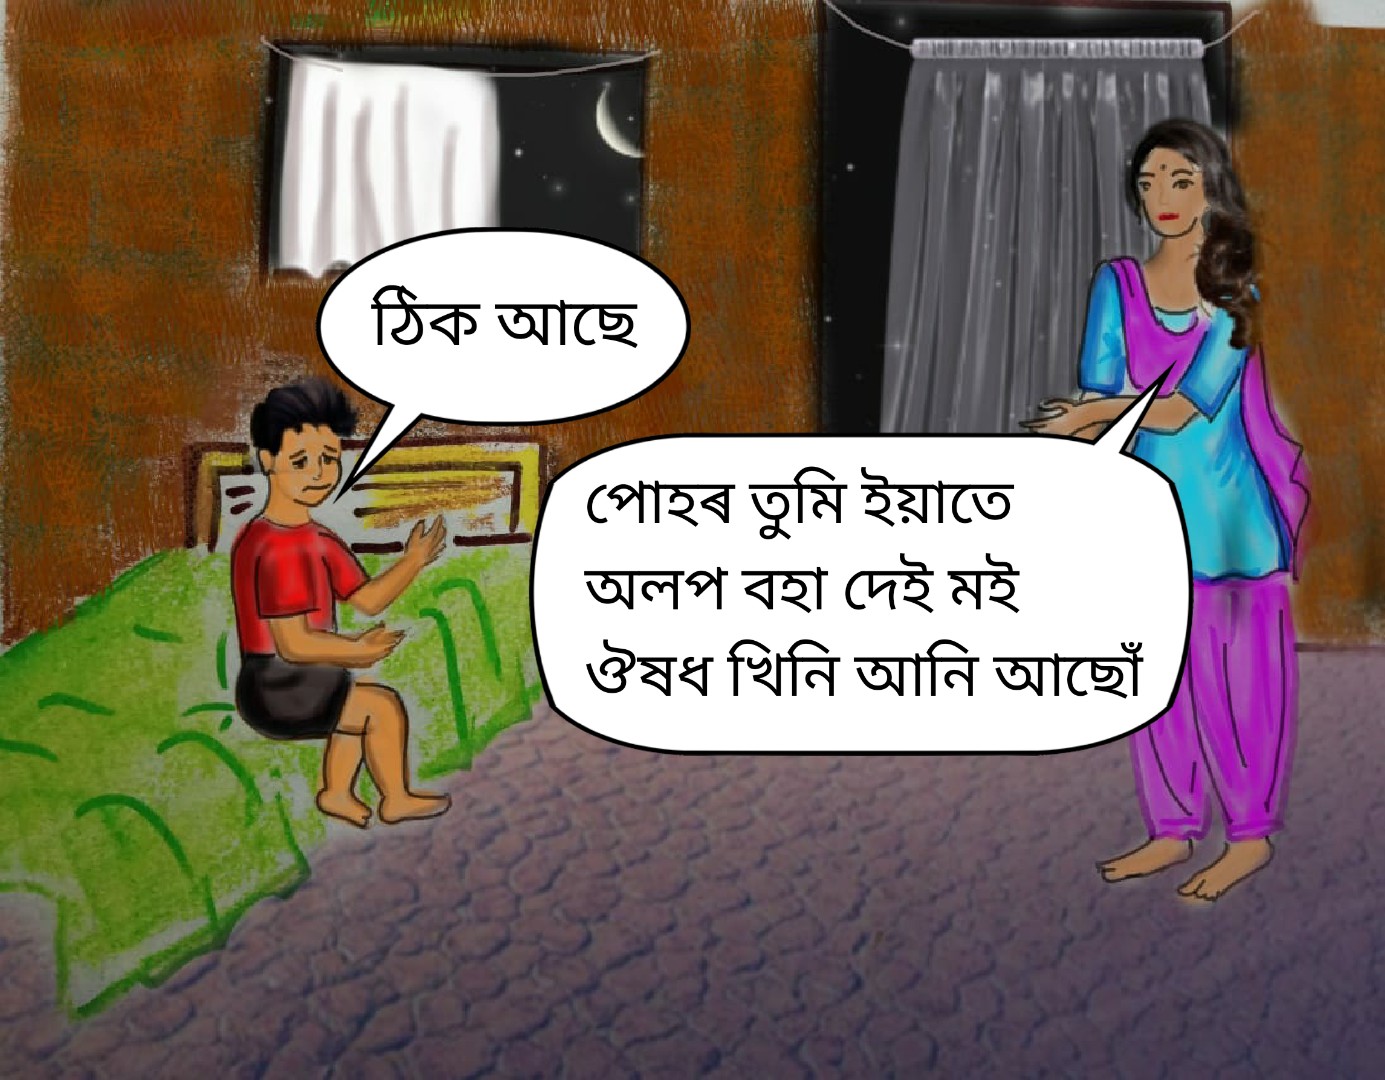 ঠিক আছে
পোহৰ তুমি ইয়াতে
অলপ বহা দেই মই
ঔষধ খিনি আনি আছোঁ